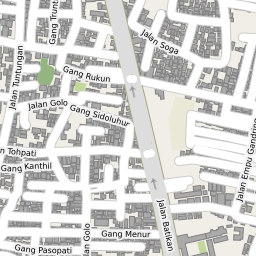 Gang Trunt
Jalan Soga
Jalan Tuntungan
Gang Rukun
Jalan Golo
Gang Sidoluhur
Jalan Empu Gandring
Tohpati
Gang Kanthil
Jalan Batikan
Jalan Golo
Gang Menur
Gang Pasopati